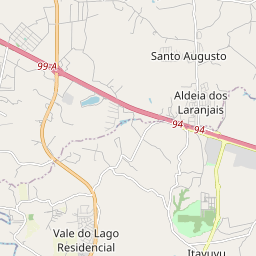 Santo Augusto
99-A
Aldeia dos
Laranjais
94
94
Vale do Lago
Residencial
Itavuvu